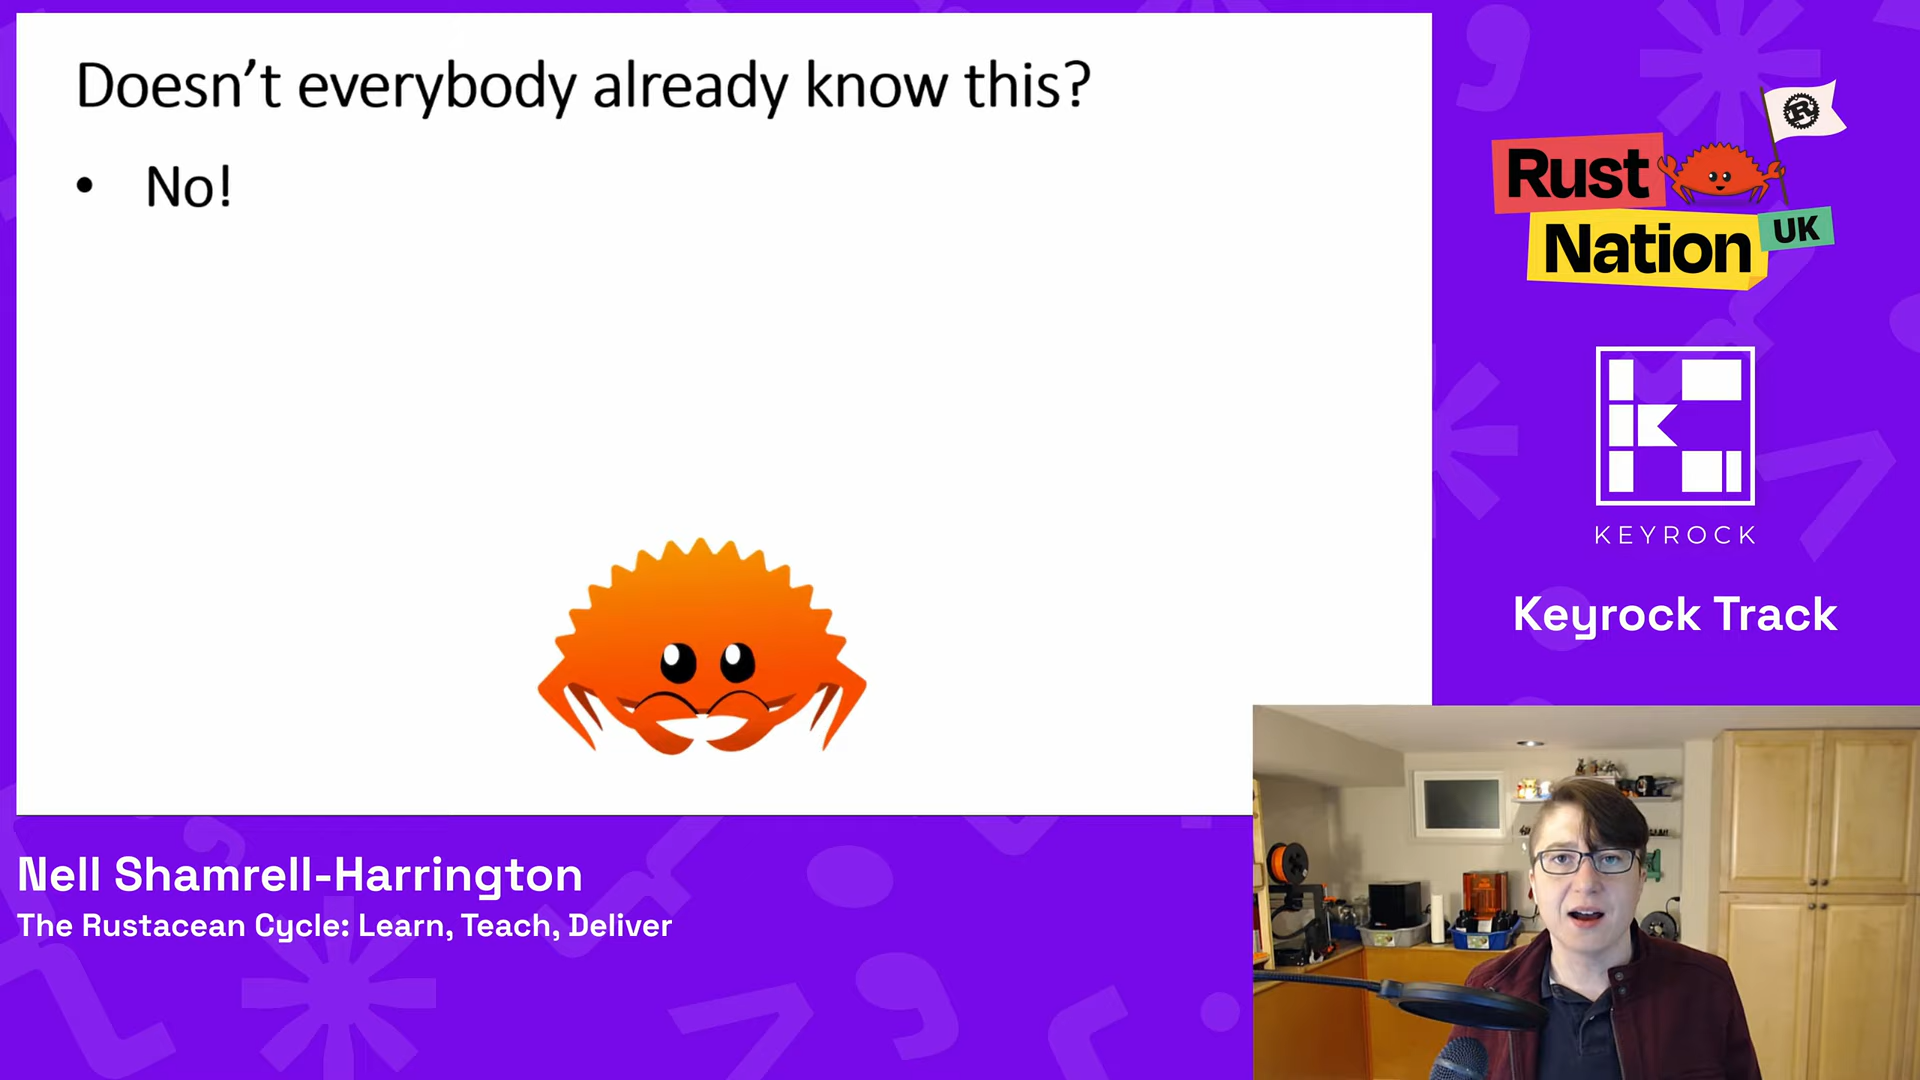 Doesn’t everybody already know this?
• No!
Rust
Nation
UK
R
KEYROCK
Keyrock Track
Nell Shamrell-Harrington
The Rustacean Cycle: Learn, Teach, Deliver